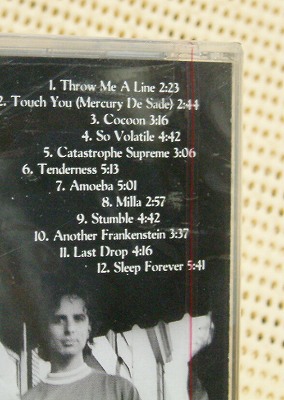 1. Throw Me A Line 2:23
2. Touch You (Mercury De Sade) 2:44
3. Cocoon 3:16
4. So Volatile 4:42
5. Catastrophe Supreme 3:06
6. Tenderness 5:13
7. Amoeba 5:01
8. Milla 2:57
9. Stumble 4:42
10. Another Frankenstein 3:37
11. Last Drop 4:16
12. Sleep Forever 5:41